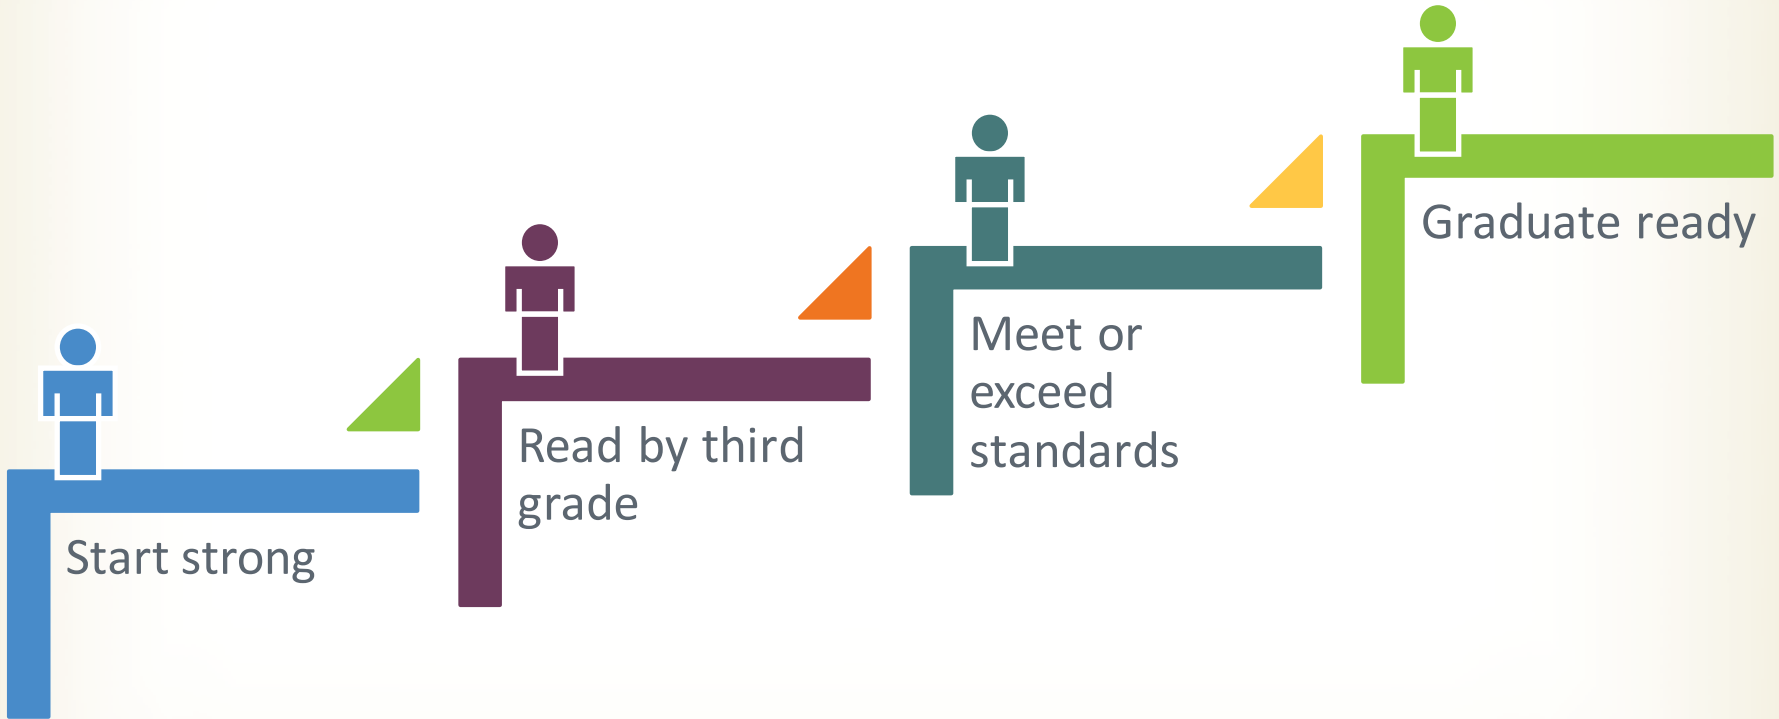 Start strong
Read by third
grade
Meet or
exceed
standards
Graduate ready